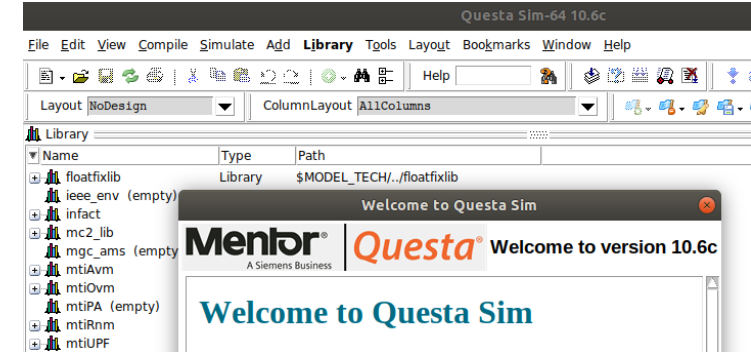 Questa Sim-64 10.6c
File Edit View Compile Simulate Add Library Tools Layout Bookmarks Window Help
Help
Layout NoDesign ColumnLayout AllColumns
Library
Name Type Path
floatfixlib Library $MODEL_TECH/../floatfixlib
ieee_env (empty)
infact
mc2_lib
mgc_ams (empty
mtiAvm
mtiOvm
mtiPA (empty)
mtiRnm
mtiUPF
Welcome to Questa Sim
Mentor® Questa® Welcome to version 10.6c
A Siemens Business
Welcome to Questa Sim